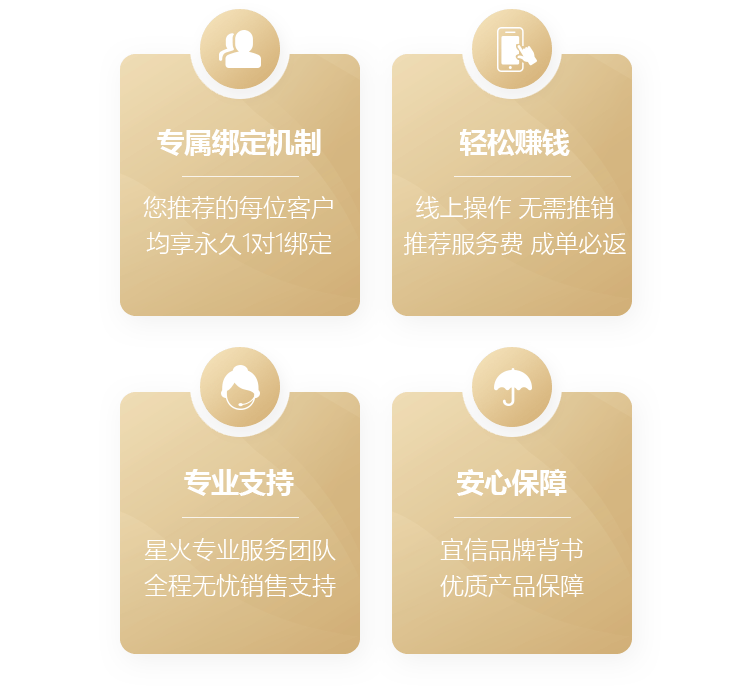 专属绑定机制
您推荐的每位客户
均享永久1对1绑定
轻松赚钱
线上操作 无需推销
推荐服务费 成单必返
专业支持
星火专业服务团队
全程无忧销售支持
安心保障
宜信品牌背书
优质产品保障